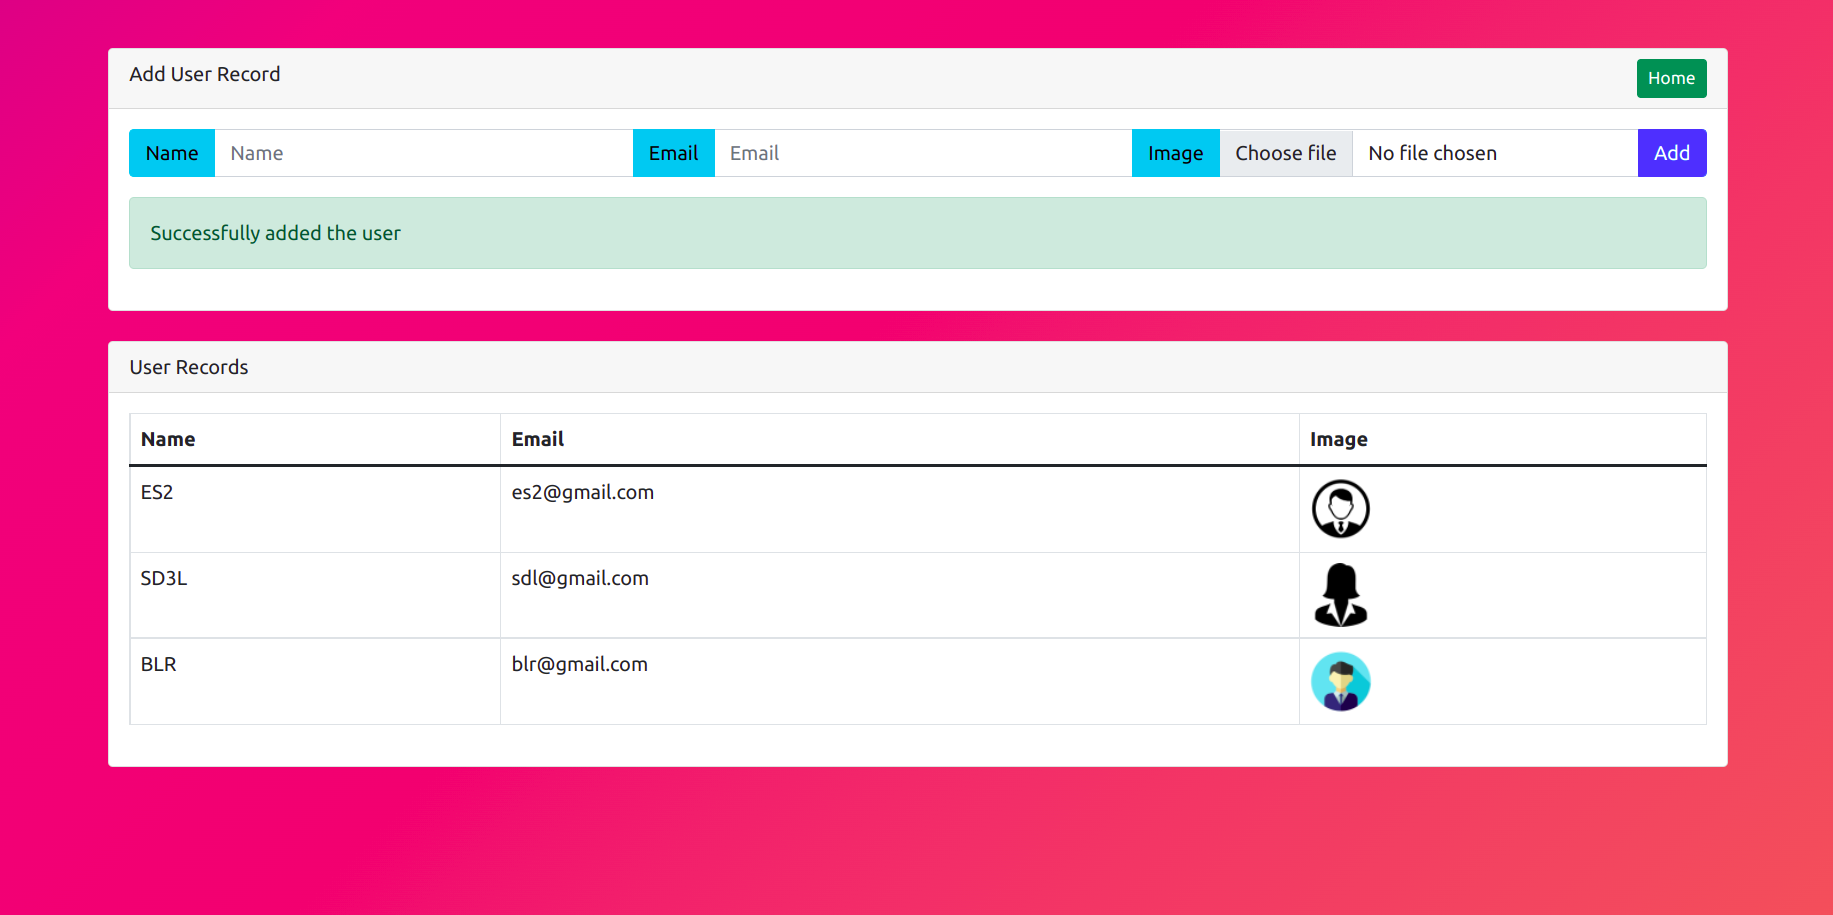 Add User Record
Home
Name Name Email Email Image Choose file No file chosen Add
Successfully added the user
User Records
Name Email Image
ES2 es2@gmail.com
SD3L sdl@gmail.com
BLR blr@gmail.com